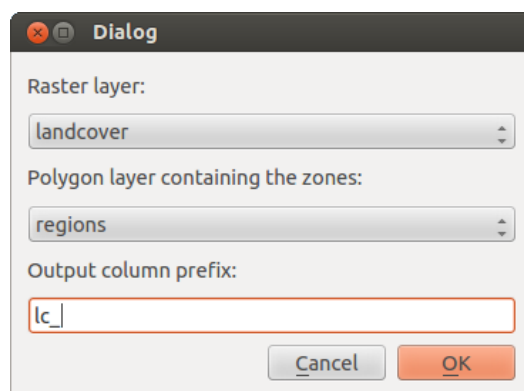 Dialog
Raster layer:
landcover
Polygon layer containing the zones:
regions
Output column prefix:
lc_
Cancel OK